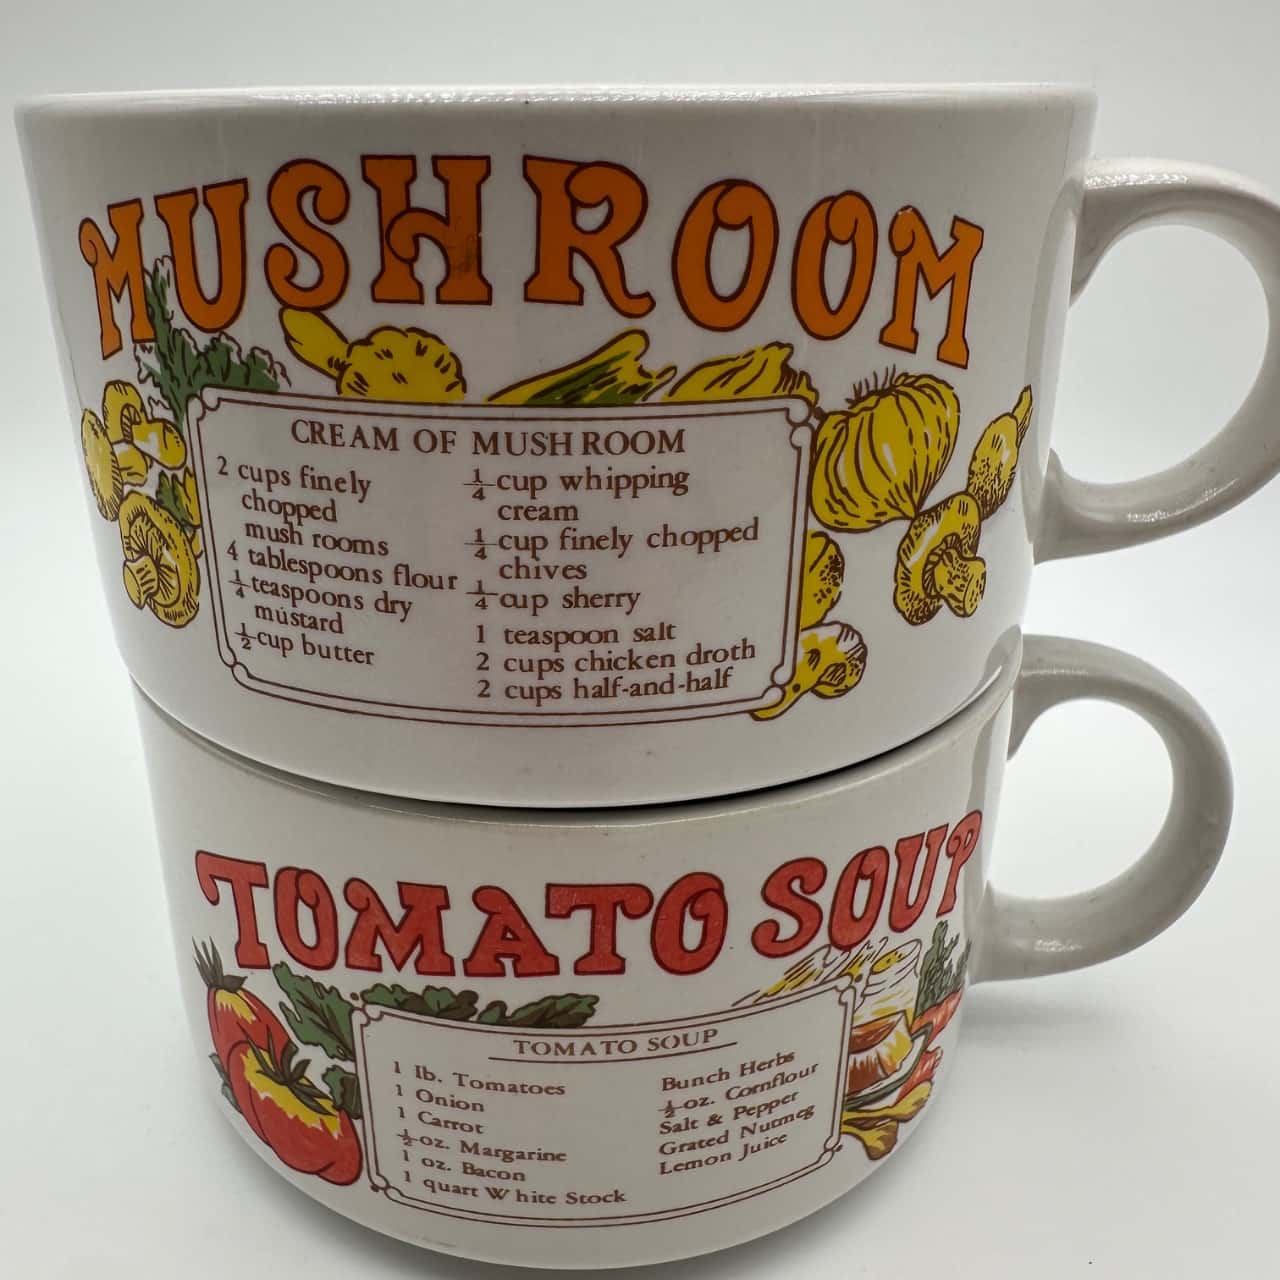 MUSHROOM
CREAM OF MUSH ROOM
2 cups finely
chopped
mush rooms
4 tablespoons flour
1/4 teaspoons dry
mustard
1/2 cup butter
1/4 cup whipping
cream
1/4 cup finely chopped
chives
1/4 cup sherry
1 teaspoon salt
2 cups chicken droth
2 cups half-and-half
TOMATO SOUP
TOMATO SOUP
1 lb. Tomatoes
1 Onion
1 Carrot
1/2 oz. Margarine
1 oz. Bacon
1 quart White Stock
Bunch Herbs
1/2 oz. Cornflour
Salt & Pepper
Grated Nutmeg
Lemon Juice